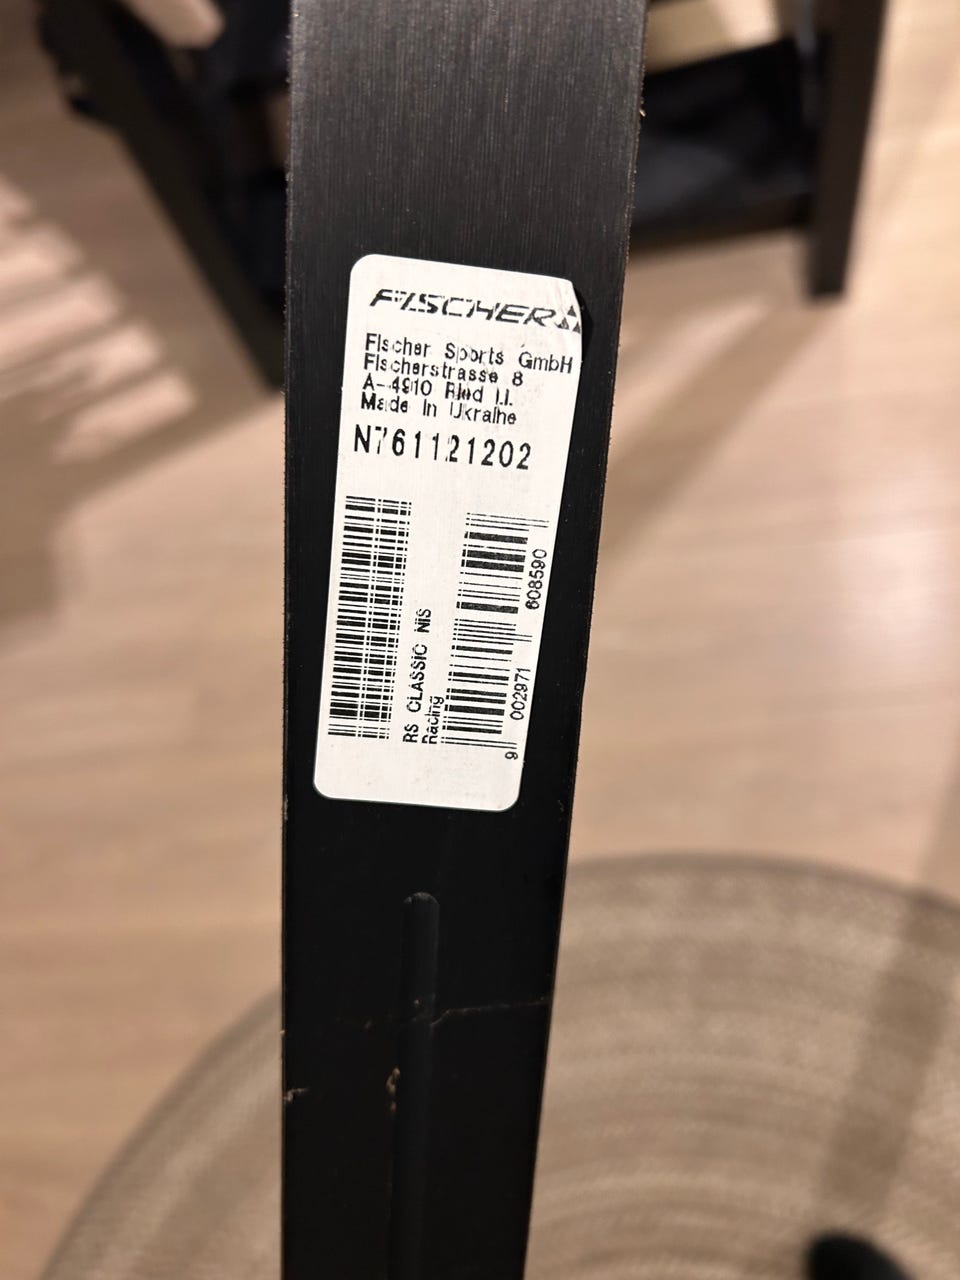 FISCHER
Fischer Sports GmbH
Fischerstrasse 8
A-4910 Ried i.I.
Made in Ukraine
N761121202
RS CLASSIC NIS
Racing
9 002971 608590